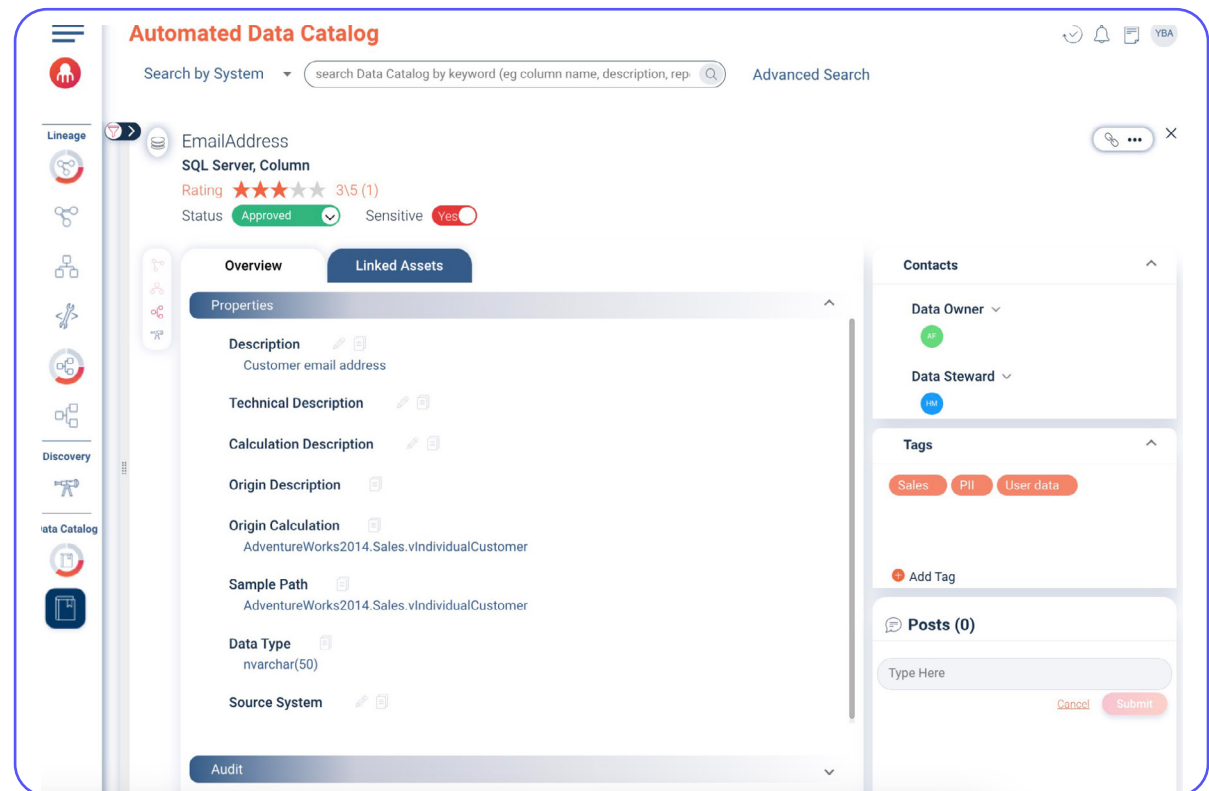 Automated Data Catalog
YBA
Search by System
search Data Catalog by keyword (eg column name, description, rep
Advanced Search
Lineage
EmailAddress
SQL Server, Column
Rating 3\5 (1)
Status Approved Sensitive Yes
Overview
Linked Assets
Properties
Description
Customer email address
Technical Description
Calculation Description
Origin Description
Origin Calculation
AdventureWorks2014.Sales.vIndividualCustomer
Sample Path
AdventureWorks2014.Sales.vIndividualCustomer
Data Type
nvarchar(50)
Source System
Audit
Discovery
ata Catalog
Contacts
Data Owner
AF
Data Steward
HM
Tags
Sales PII User data
Add Tag
Posts (0)
Type Here
Cancel Submit